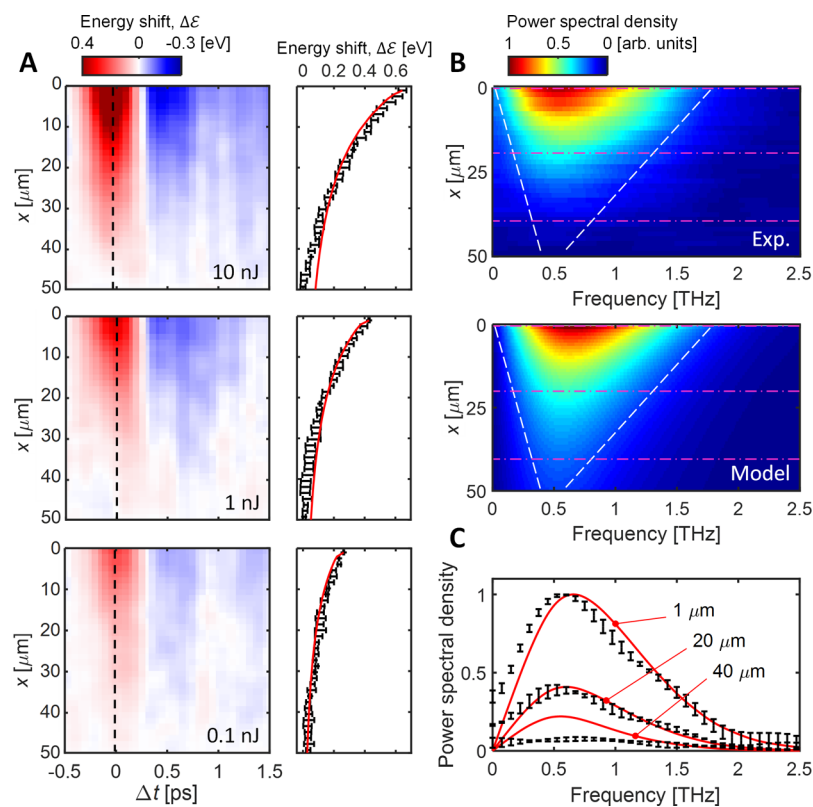 Energy shift, Δℰ
0.4 0 -0.3 [eV]
A
Energy shift, Δℰ [eV]
0 0.2 0.4 0.6
x [μm]
0
10
20
30
40
50
10 nJ
x [μm]
0
10
20
30
40
50
1 nJ
x [μm]
0
10
20
30
40
50
0.1 nJ
-0.5 0 0.5 1 1.5
Δt [ps]
Power spectral density
1 0.5 0 [arb. units]
B
x [μm]
0
25
50
Exp.
0 0.5 1 1.5 2 2.5
Frequency [THz]
x [μm]
0
25
50
Model
0 0.5 1 1.5 2 2.5
Frequency [THz]
C
Power spectral density
1
0.5
0
1 μm
20 μm
40 μm
0 0.5 1 1.5 2 2.5
Frequency [THz]